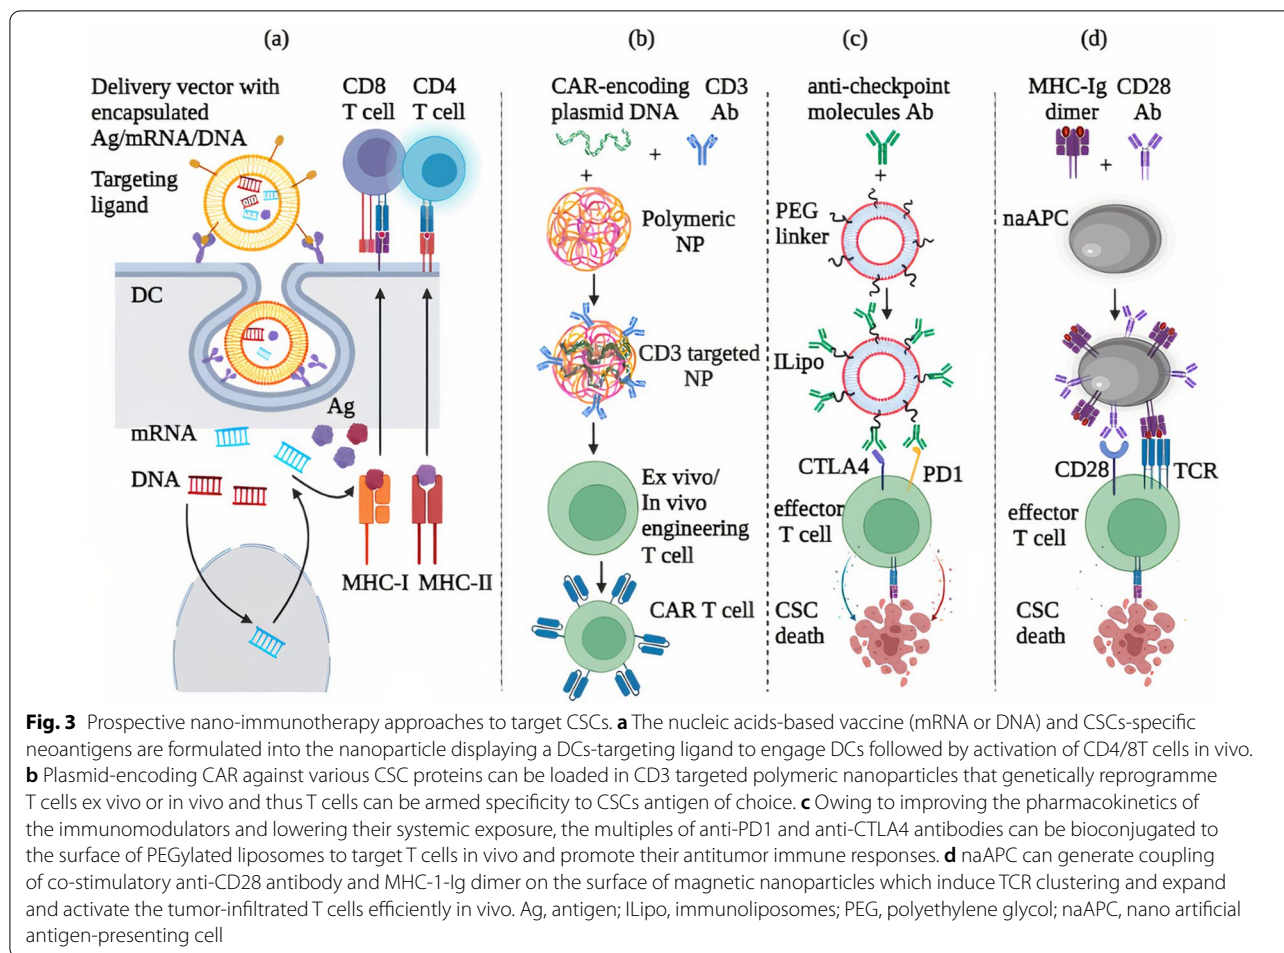 (a)
Delivery vector with
encapsulated
Ag/mRNA/DNA
Targeting
ligand
CD8
T cell
CD4
T cell
DC
Ag
mRNA
DNA
MHC-I
MHC-II
(b)
CAR-encoding
plasmid DNA
CD3
Ab
+
+
Polymeric
NP
CD3 targeted
NP
Ex vivo/
In vivo
engineering
T cell
CAR T cell
(c)
anti-checkpoint
molecules Ab
+
PEG
linker
ILipo
CTLA4
PD1
effector
T cell
CSC
death
(d)
MHC-Ig
dimer
CD28
Ab
+
naAPC
CD28
TCR
effector
T cell
CSC
death
Fig. 3 Prospective nano-immunotherapy approaches to target CSCs. a The nucleic acids-based vaccine (mRNA or DNA) and CSCs-specific
neoantigens are formulated into the nanoparticle displaying a DCs-targeting ligand to engage DCs followed by activation of CD4/8T cells in vivo.
b Plasmid-encoding CAR against various CSC proteins can be loaded in CD3 targeted polymeric nanoparticles that genetically reprogramme
T cells ex vivo or in vivo and thus T cells can be armed specificity to CSCs antigen of choice. c Owing to improving the pharmacokinetics of
the immunomodulators and lowering their systemic exposure, the multiples of anti-PD1 and anti-CTLA4 antibodies can be bioconjugated to
the surface of PEGylated liposomes to target T cells in vivo and promote their antitumor immune responses. d naAPC can generate coupling
of co-stimulatory anti-CD28 antibody and MHC-1-Ig dimer on the surface of magnetic nanoparticles which induce TCR clustering and expand
and activate the tumor-infiltrated T cells efficiently in vivo. Ag, antigen; ILipo, immunoliposomes; PEG, polyethylene glycol; naAPC, nano artificial
antigen-presenting cell